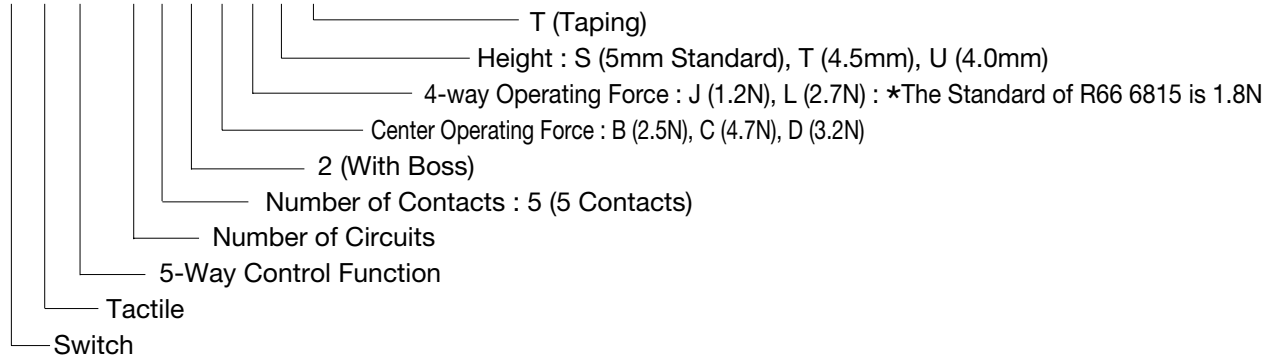 T (Taping)
Height : S (5mm Standard), T (4.5mm), U (4.0mm)
4-way Operating Force : J (1.2N), L (2.7N) : ★The Standard of R66 6815 is 1.8N
Center Operating Force : B (2.5N), C (4.7N), D (3.2N)
2 (With Boss)
Number of Contacts : 5 (5 Contacts)
Number of Circuits
5-Way Control Function
Tactile
Switch